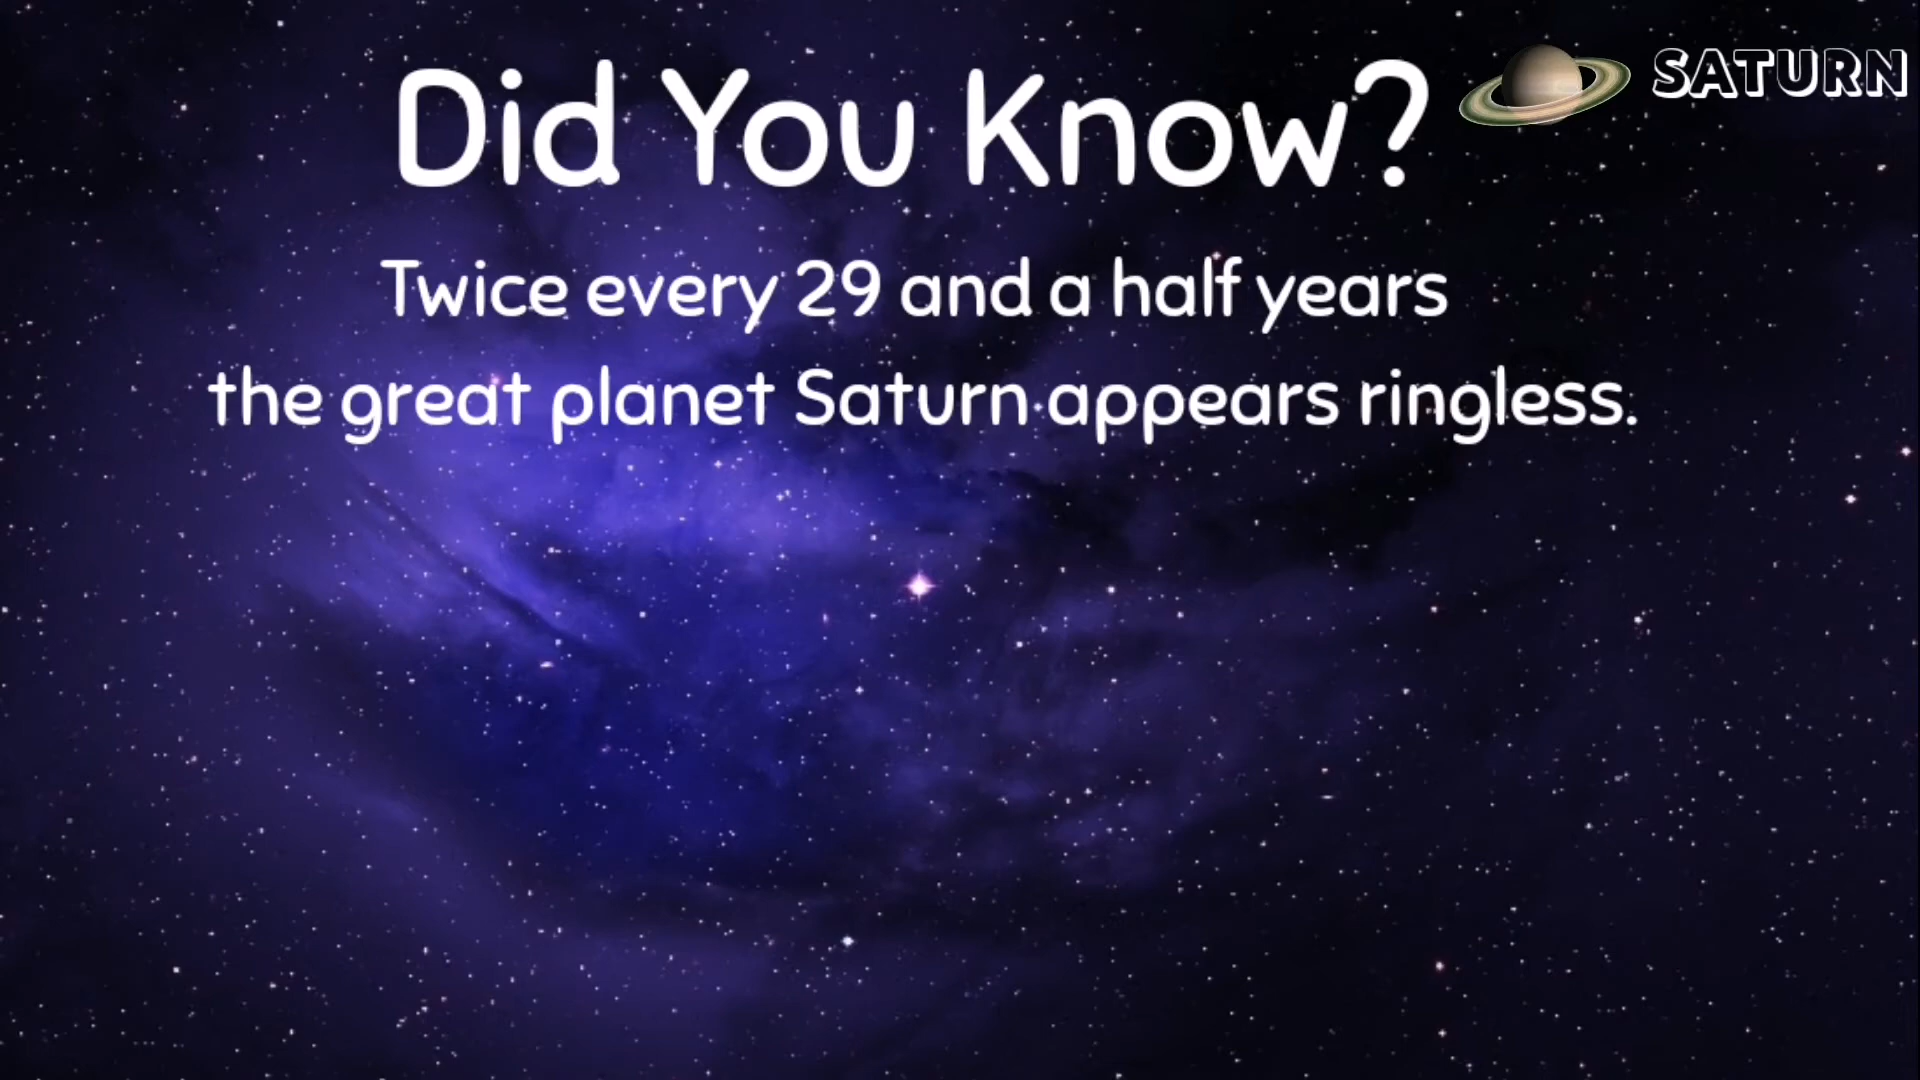 Did You Know?
SATURN
Twice every 29 and a half years
the great planet Saturn appears ringless.